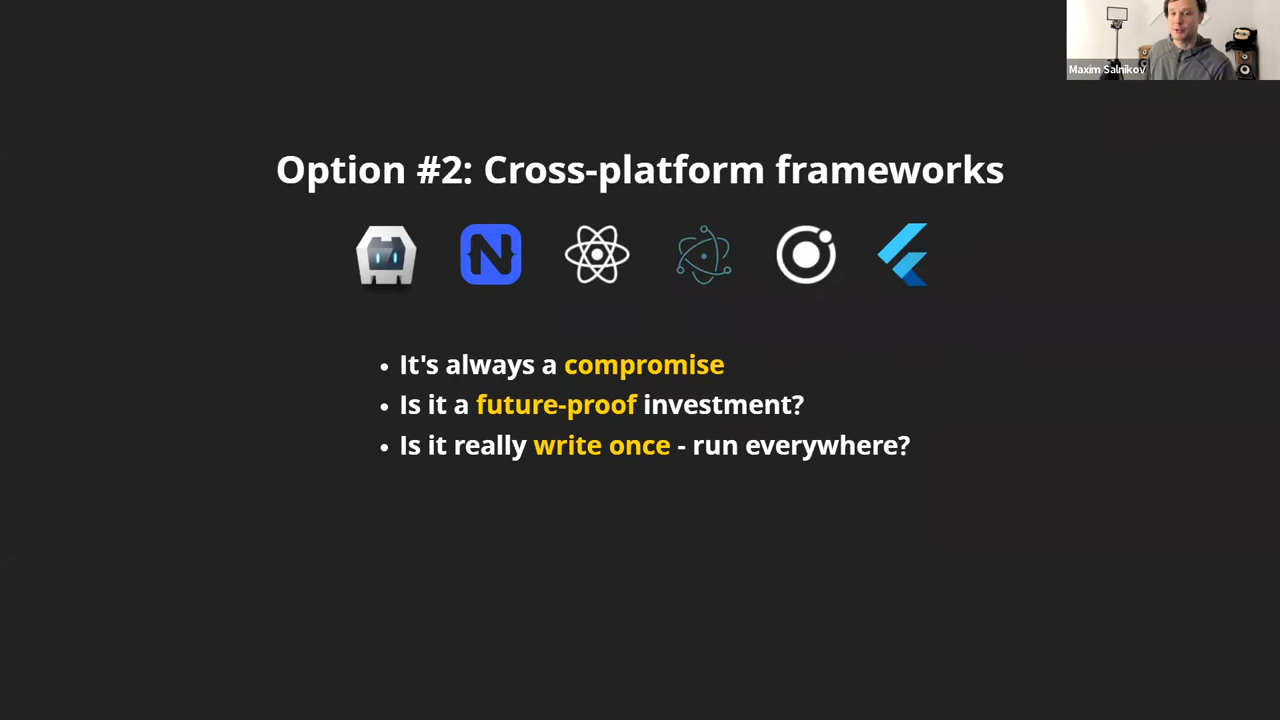 Maxim Salnikov
Option #2: Cross-platform frameworks
N
It's always a compromise
Is it a future-proof investment?
Is it really write once - run everywhere?